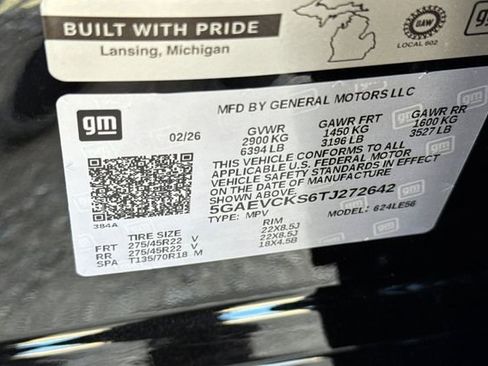 BUILT WITH PRIDE
Lansing, Michigan
UAW
LOCAL 602
gm
gm
MFD BY GENERAL MOTORS LLC
02/26
GVWR GAWR FRT GAWR RR
2900 KG 1450 KG 1600 KG
6394 LB 3196 LB 3527 LB
THIS VEHICLE CONFORMS TO ALL
APPLICABLE U.S. FEDERAL MOTOR
VEHICLE SAFETY STANDARDS IN EFFECT
ON THE DATE OF MANUFACTURE
SHOWN ABOVE
5GAEVCKS6TJ272642
TYPE: MPV MODEL: 624LE56
384A
TIRE SIZE RIM
FRT 275/45R22 V 22X8.5J
RR 275/45R22 V 22X8.5J
SPA T135/70R18 M 18X4.5B